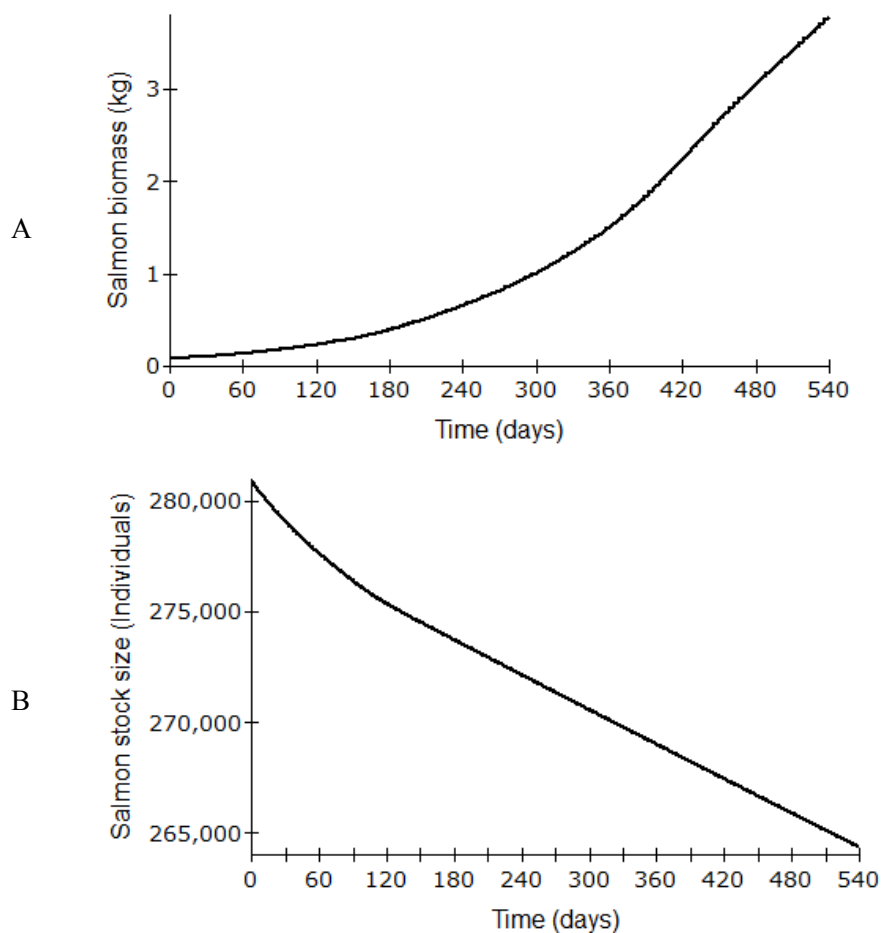 A
Salmon biomass (kg)
3
2
1
0
0 60 120 180 240 300 360 420 480 540
Time (days)
B
Salmon stock size (Individuals)
280,000
275,000
270,000
265,000
0 60 120 180 240 300 360 420 480 540
Time (days)